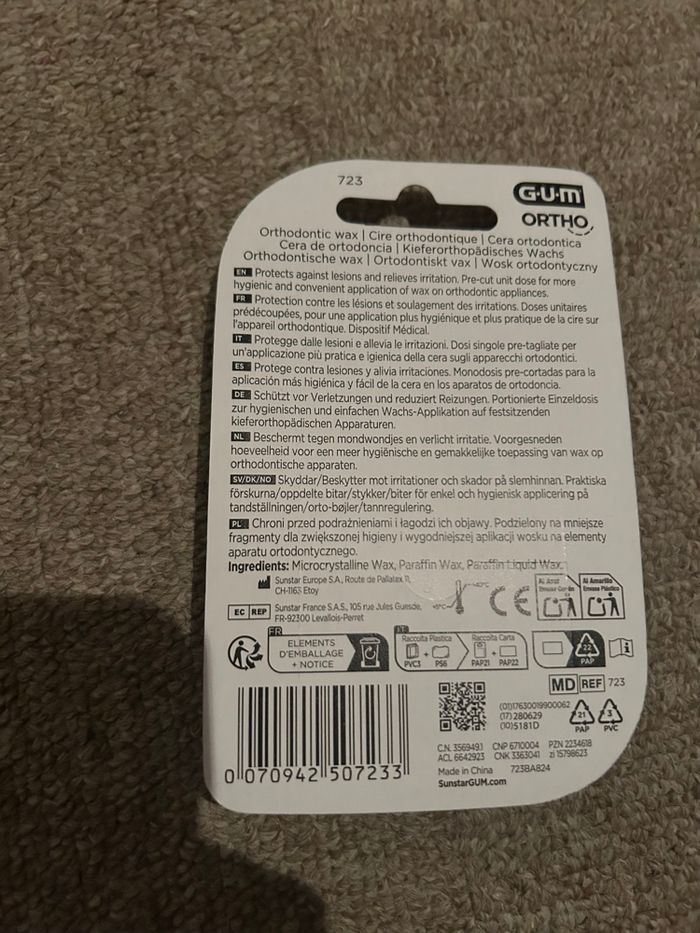 723
G·U·M
ORTHO
Orthodontic wax | Cire orthodontique | Cera ortodontica
Cera de ortodoncia | Kieferorthopädisches Wachs
Orthodontische wax | Ortodontiskt vax | Wosk ortodontyczny
EN Protects against lesions and relieves irritation. Pre-cut unit dose for more
hygienic and convenient application of wax on orthodontic appliances.
FR Protection contre les lésions et soulagement des irritations. Doses unitaires
prédécoupées, pour une application plus hygiénique et plus pratique de la cire sur
l'appareil orthodontique. Dispositif Médical.
IT Protegge dalle lesioni e allevia le irritazioni. Dosi singole pre-tagliate per
un'applicazione più pratica e igienica della cera sugli apparecchi ortodontici.
ES Protege contra lesiones y alivia irritaciones. Monodosis pre-cortadas para la
aplicación más higiénica y fácil de la cera en los aparatos de ortodoncia.
DE Schützt vor Verletzungen und reduziert Reizungen. Portionierte Einzeldosis
zur hygienischen und einfachen Wachs-Applikation auf festsitzenden
kieferorthopädischen Apparaturen.
NL Beschermt tegen mondwondjes en verlicht irritatie. Voorgesneden
hoeveelheid voor een meer hygiënische en gemakkelijke toepassing van wax op
orthodontische apparaten.
SV/DK/NO Skyddar/Beskytter mot irritationer och skador på slemhinnan. Praktiska
förskurna/oppdelte bitar/stykker/biter för enkel och hygienisk applicering på
tandställningen/orto-bøjler/tannregulering.
PL Chroni przed podrażnieniami i łagodzi ich objawy. Podzielony na mniejsze
fragmenty dla zwiększonej higieny i wygodniejszej aplikacji wosku na elementy
aparatu ortodontycznego.
Ingredients: Microcrystalline Wax, Paraffin Wax, Paraffin Liquid Wax.
Sunstar Europe S.A., Route de Pallatex 11,
CH-1163 Etoy
EC REP Sunstar France S.A.S., 105 rue Jules Guesde,
FR-92300 Levallois-Perret
+5°C
+40°C
CE
Al Azul
Envase Cartón
Al Amarillo
Envase Plástico
FR
ELEMENTS
D'EMBALLAGE
+ NOTICE
IT
Raccolta Plastica
PVC3 + PS6
Raccolta Carta
PAP21 + PAP22
22
PAP
MD REF 723
(01)17630019900062
(17)280629
(10)5181D
21
PAP
3
PVC
0 070942 507233
C.N. 356949.1 CNP 6710004 PZN 2234618
ACL 6642923 CNK 3363041 zi 15798623
Made in China 723BA824
SunstarGUM.com